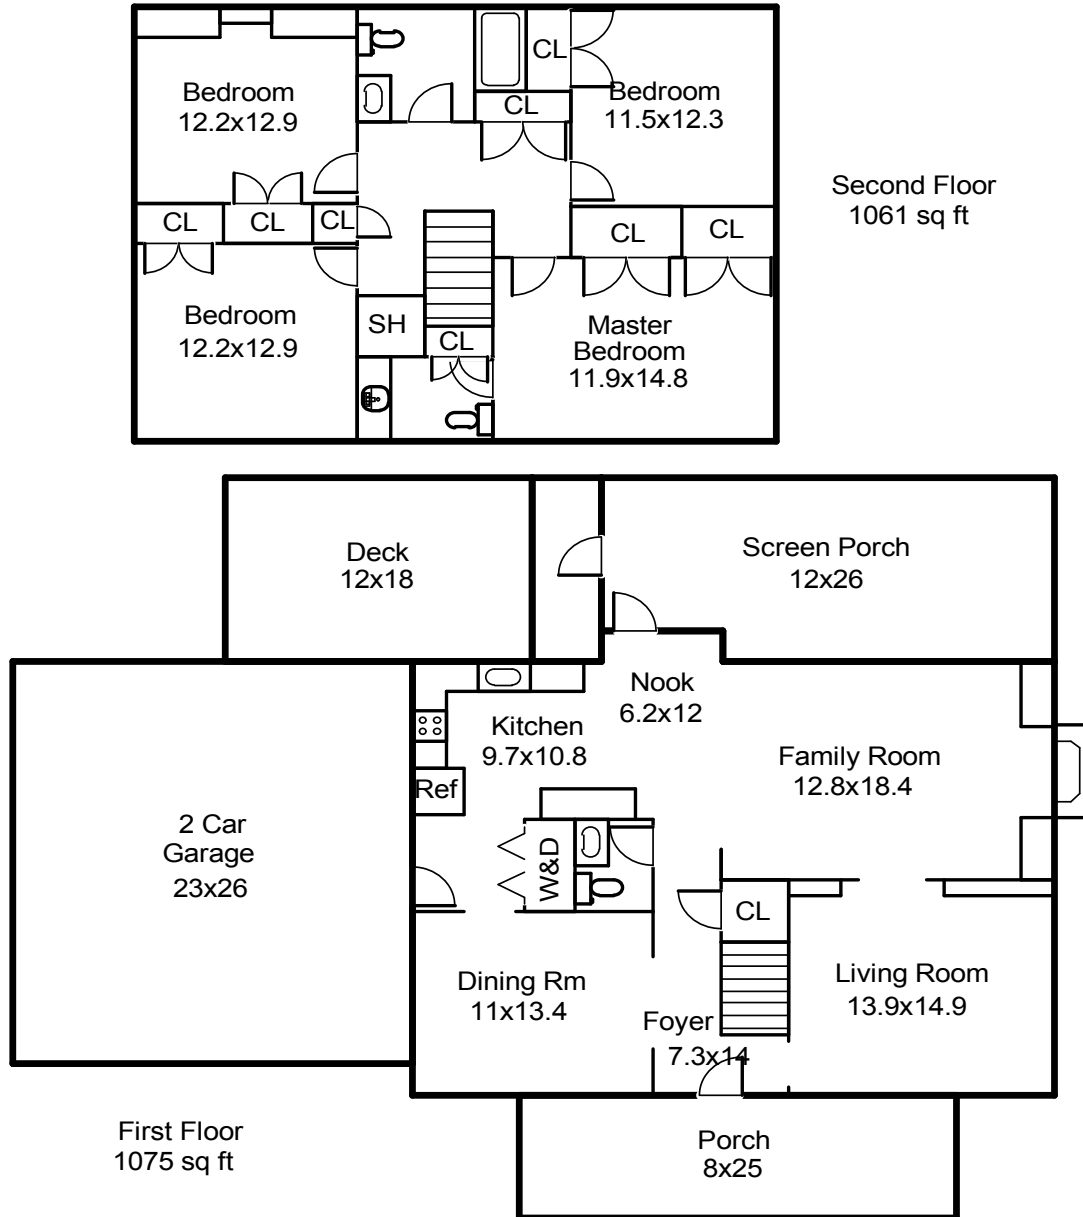 Bedroom
12.2x12.9
CL
CL
Bedroom
11.5x12.3
Second Floor
1061 sq ft
CL
CL
CL
CL
CL
Bedroom
12.2x12.9
SH
CL
Master
Bedroom
11.9x14.8
Deck
12x18
Screen Porch
12x26
Nook
6.2x12
Kitchen
9.7x10.8
Family Room
12.8x18.4
Ref
2 Car
Garage
23x26
W&D
CL
Dining Rm
11x13.4
Living Room
13.9x14.9
Foyer
7.3x14
First Floor
1075 sq ft
Porch
8x25